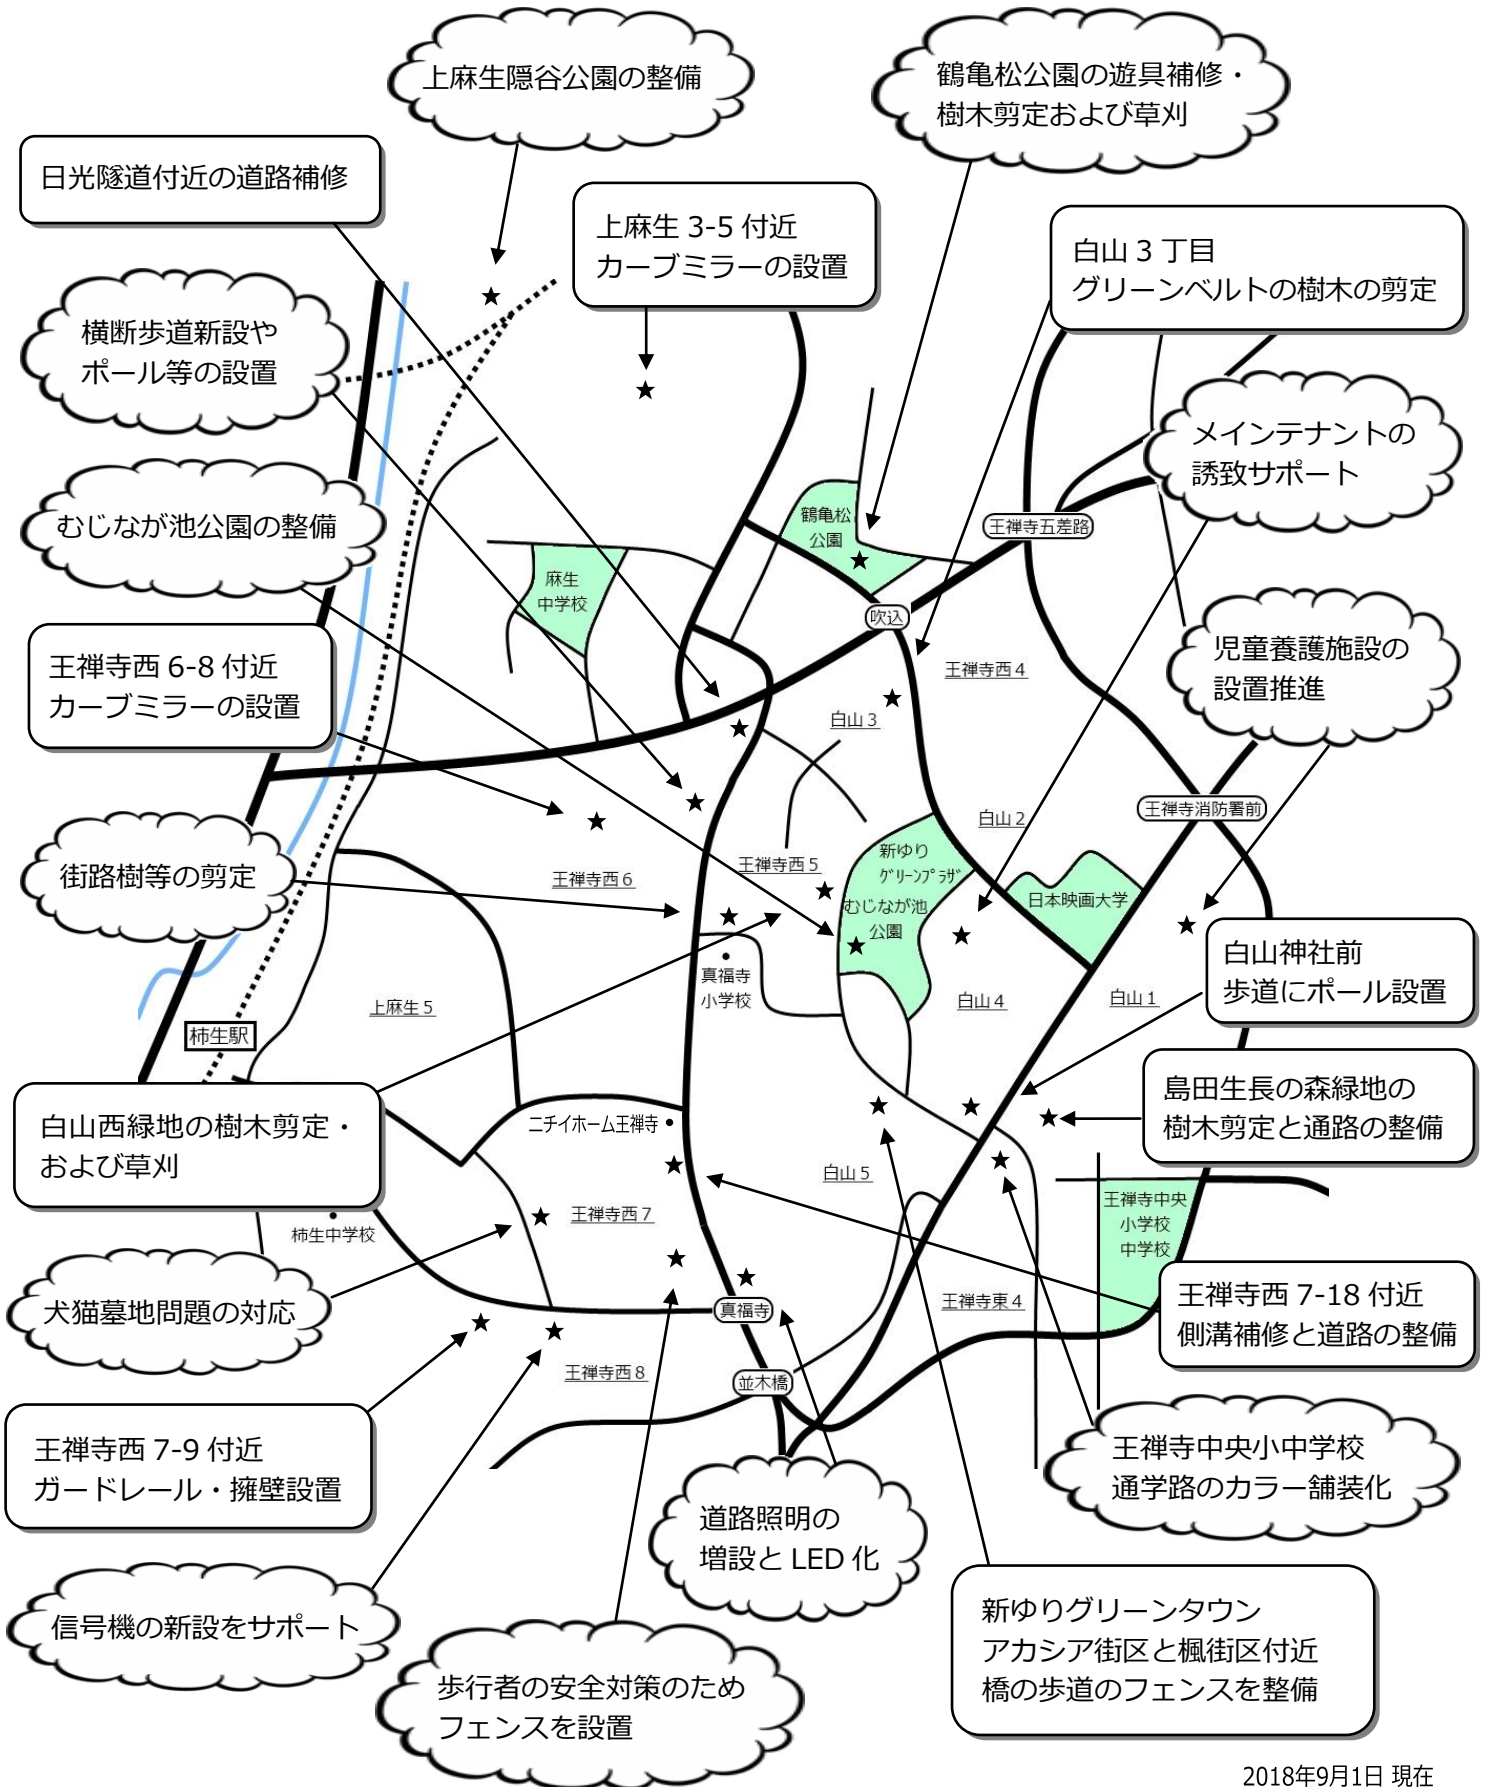 上麻生隠谷公園の整備
鶴亀松公園の遊具補修・
樹木剪定および草刈
日光隧道付近の道路補修
上麻生 3-5 付近
カーブミラーの設置
白山 3 丁目
グリーンベルトの樹木の剪定
横断歩道新設や
ポール等の設置
メインテナントの
誘致サポート
むじなが池公園の整備
鶴亀松
公園
王禅寺五差路
麻生
中学校
吹込
王禅寺西 6-8 付近
カーブミラーの設置
児童養護施設の
設置推進
王禅寺西 4
白山 3
王禅寺消防署前
白山 2
街路樹等の剪定
王禅寺西 6
王禅寺西 5
新ゆり
グリーンプラザ
むじなが池
公園
日本映画大学
白山神社前
歩道にポール設置
真福寺
小学校
上麻生 5
白山 4
白山 1
柿生駅
島田生長の森緑地の
樹木剪定と通路の整備
白山西緑地の樹木剪定・
および草刈
ニチイホーム王禅寺
白山 5
王禅寺中央
小学校
中学校
王禅寺西 7
柿生中学校
犬猫墓地問題の対応
真福寺
王禅寺東 4
王禅寺西 7-18 付近
側溝補修と道路の整備
王禅寺西 8
並木橋
王禅寺西 7-9 付近
ガードレール・擁壁設置
王禅寺中央小中学校
通学路のカラー舗装化
道路照明の
増設と LED 化
信号機の新設をサポート
新ゆりグリーンタウン
アカシア街区と楓街区付近
橋の歩道のフェンスを整備
歩行者の安全対策のため
フェンスを設置
2018年9月1日 現在